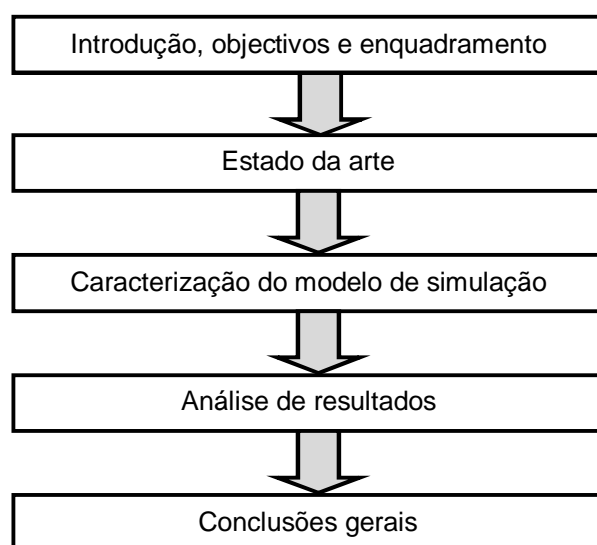 Introdução, objectivos e enquadramento
Estado da arte
Caracterização do modelo de simulação
Análise de resultados
Conclusões gerais